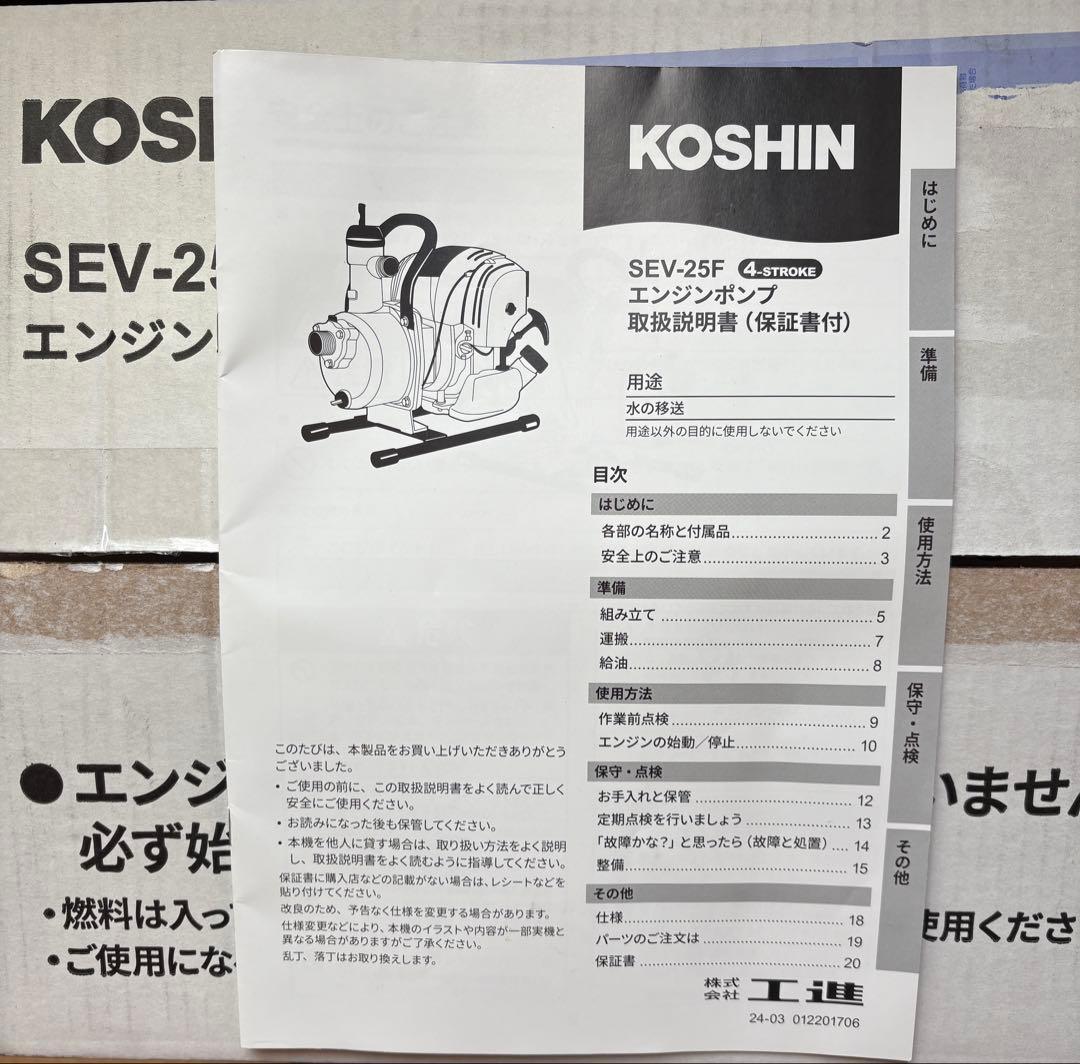 KOSHIN
SEV-25F 4-STROKE
エンジンポンプ
取扱説明書（保証書付）
用途
水の移送
用途以外の目的に使用しないでください
目次
はじめに
各部の名称と付属品 2
安全上のご注意 3
準備
組み立て 5
運搬 7
給油 8
使用方法
作業前点検 9
エンジンの始動／停止 10
保守・点検
お手入れと保管 12
定期点検を行いましょう 13
「故障かな？」と思ったら（故障と処置） 14
整備 15
その他
仕様 18
パーツのご注文は 19
保証書 20
株式会社 工進
24-03 012201706
はじめに
準備
使用方法
保守・点検
その他
このたびは、本製品をお買い上げいただきありがとう
ございました。
・ご使用の前に、この取扱説明書をよく読んで正しく
安全にご使用ください。
・お読みになった後も保管してください。
・本機を他人に貸す場合は、取り扱い方法をよく説明
し、取扱説明書をよく読むように指導してください。
保証書に購入店などの記載がない場合は、レシートなどを
貼り付けてください。
改良のため、予告なく仕様を変更する場合があります。
仕様変更などにより、本機のイラストや内容が一部実機と
異なる場合がありますがご了承ください。
乱丁、落丁はお取り換えします。
KOSH
SEV-25
エンジン
●エンジ
いません
必ず始
・燃料は入っ
使用くださ
・ご使用にな